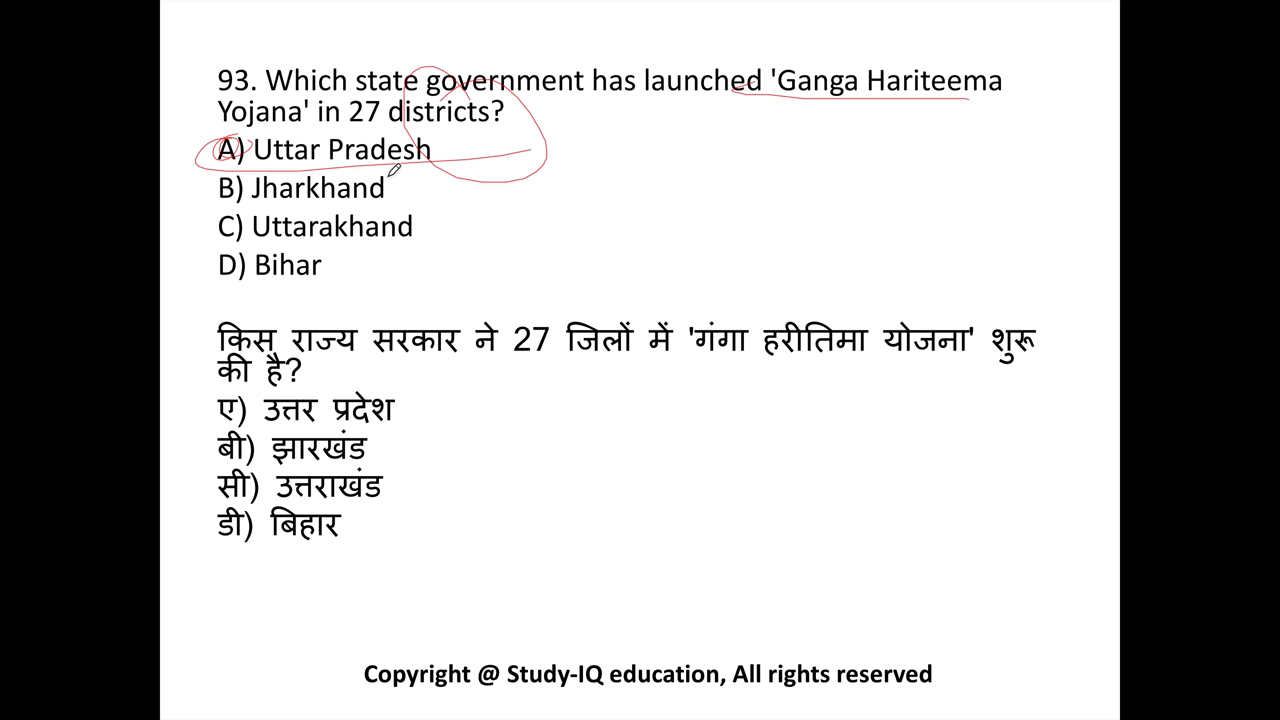 93. Which state government has launched 'Ganga Hariteema
Yojana' in 27 districts?
A) Uttar Pradesh
B) Jharkhand
C) Uttarakhand
D) Bihar
किस राज्य सरकार ने 27 जिलों में 'गंगा हरीतिमा योजना' शुरू
की है?
ए) उत्तर प्रदेश
बी) झारखंड
सी) उत्तराखंड
डी) बिहार
Copyright @ Study-IQ education, All rights reserved